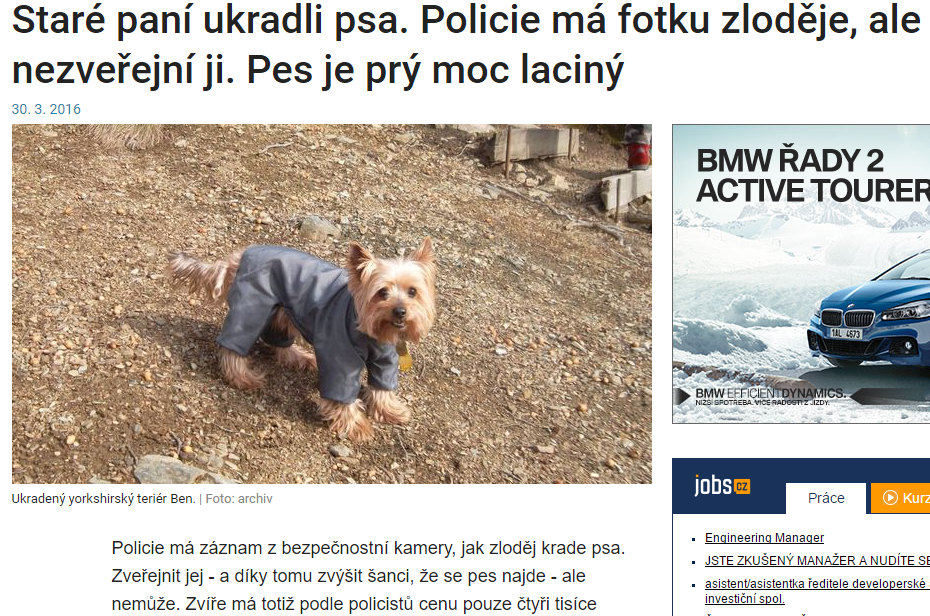 Staré paní ukradli psa. Policie má fotku zloděje, ale
nezveřejní ji. Pes je prý moc laciný
30. 3. 2016
Ukradený yorkshirský teriér Ben. | Foto: archiv
Policie má záznam z bezpečnostní kamery, jak zloděj krade psa.
Zveřejnit jej - a díky tomu zvýšit šanci, že se pes najde - ale
nemůže. Zvíře má totiž podle policistů cenu pouze čtyři tisíce
BMW ŘADY 2
ACTIVE TOURER
1AL 4673
BMW EFFICIENTDYNAMICS.
NIŽŠÍ SPOTŘEBA. VÍCE RADOSTI Z JÍZDY.
jobs.cz
Práce
Kurz
Engineering Manager
JSTE ZKUŠENÝ MANAŽER A NUDÍTE SE
asistent/asistentka ředitele developerské
investiční spol.